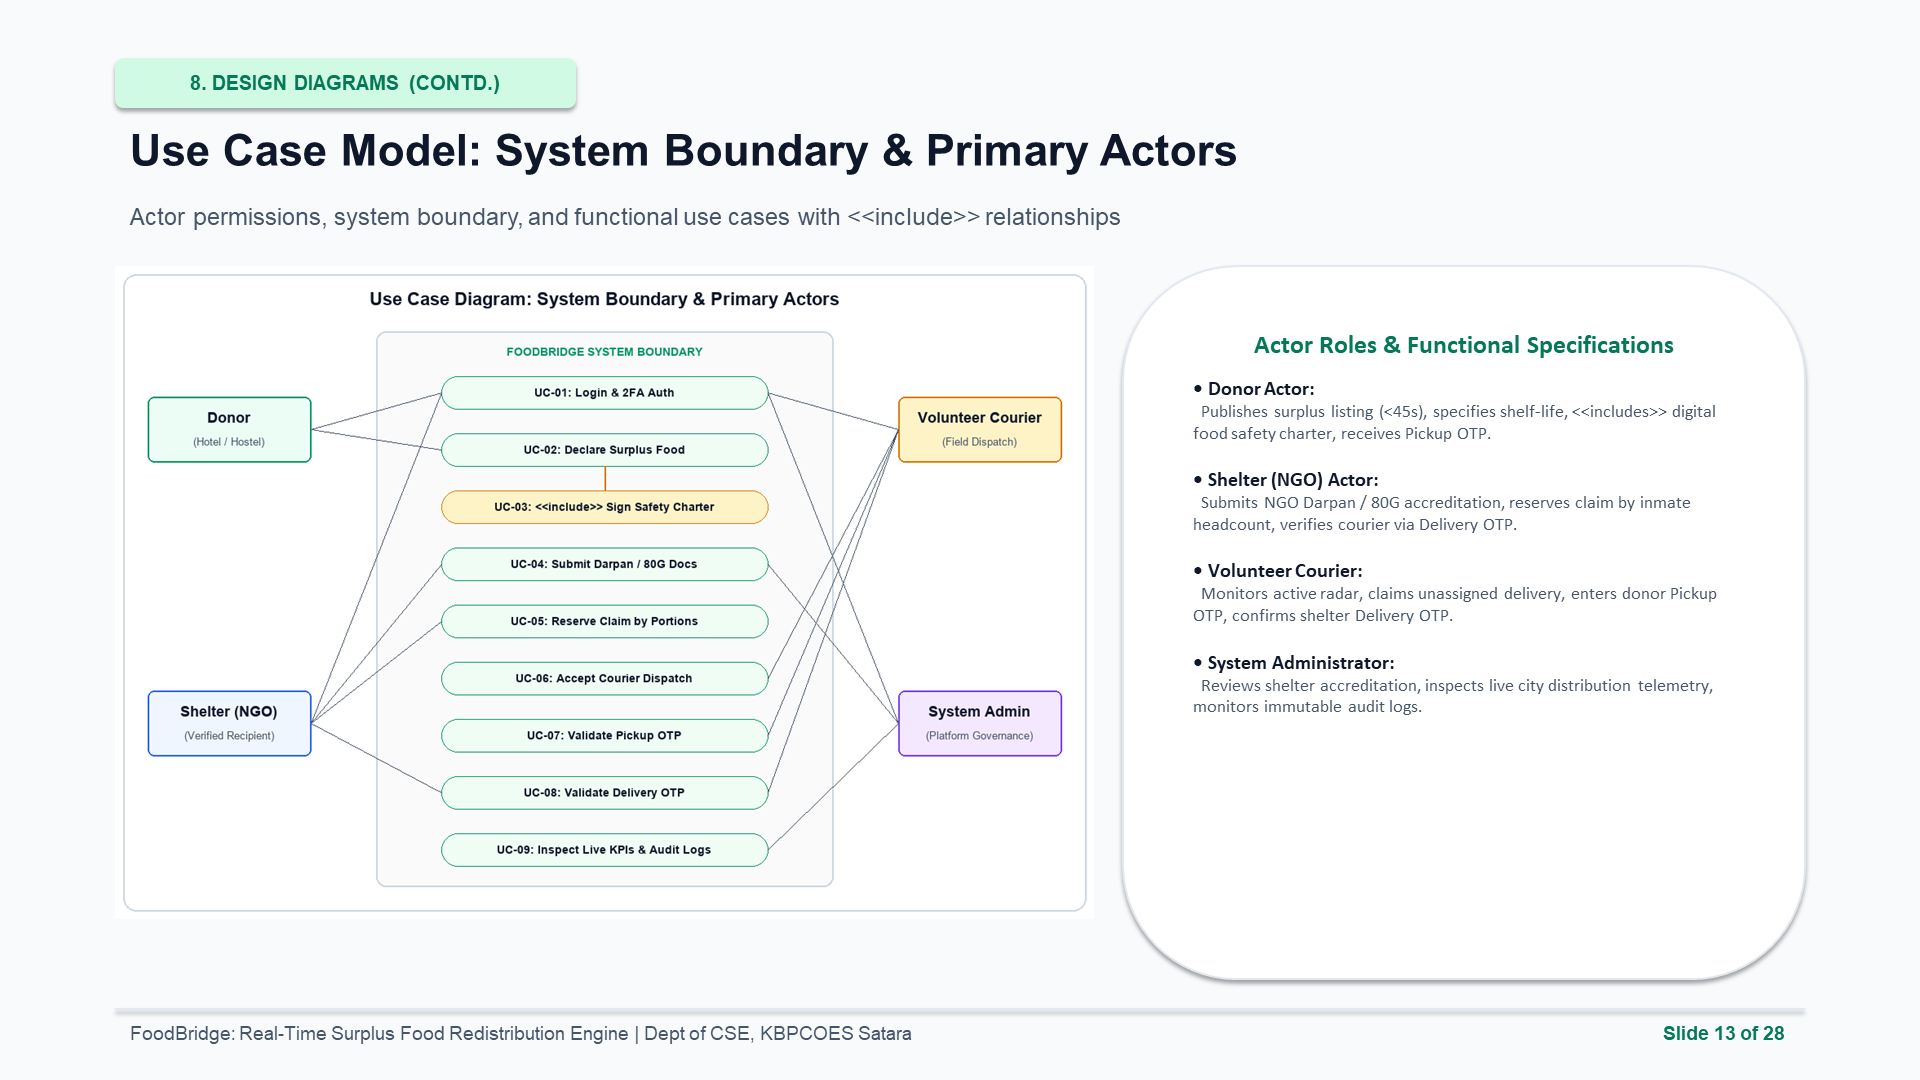 8. DESIGN DIAGRAMS (CONTD.)
Use Case Model: System Boundary & Primary Actors
Actor permissions, system boundary, and functional use cases with <<include>> relationships
Use Case Diagram: System Boundary & Primary Actors
FOODBRIDGE SYSTEM BOUNDARY
Donor
(Hotel / Hostel)
Shelter (NGO)
(Verified Recipient)
UC-01: Login & 2FA Auth
UC-02: Declare Surplus Food
UC-03: <<include>> Sign Safety Charter
UC-04: Submit Darpan / 80G Docs
UC-05: Reserve Claim by Portions
UC-06: Accept Courier Dispatch
UC-07: Validate Pickup OTP
UC-08: Validate Delivery OTP
UC-09: Inspect Live KPIs & Audit Logs
Volunteer Courier
(Field Dispatch)
System Admin
(Platform Governance)
Actor Roles & Functional Specifications
• Donor Actor:
Publishes surplus listing (<45s), specifies shelf-life, <<includes>> digital
food safety charter, receives Pickup OTP.
• Shelter (NGO) Actor:
Submits NGO Darpan / 80G accreditation, reserves claim by inmate
headcount, verifies courier via Delivery OTP.
• Volunteer Courier:
Monitors active radar, claims unassigned delivery, enters donor Pickup
OTP, confirms shelter Delivery OTP.
• System Administrator:
Reviews shelter accreditation, inspects live city distribution telemetry,
monitors immutable audit logs.
FoodBridge: Real-Time Surplus Food Redistribution Engine | Dept of CSE, KBPCOES Satara
Slide 13 of 28